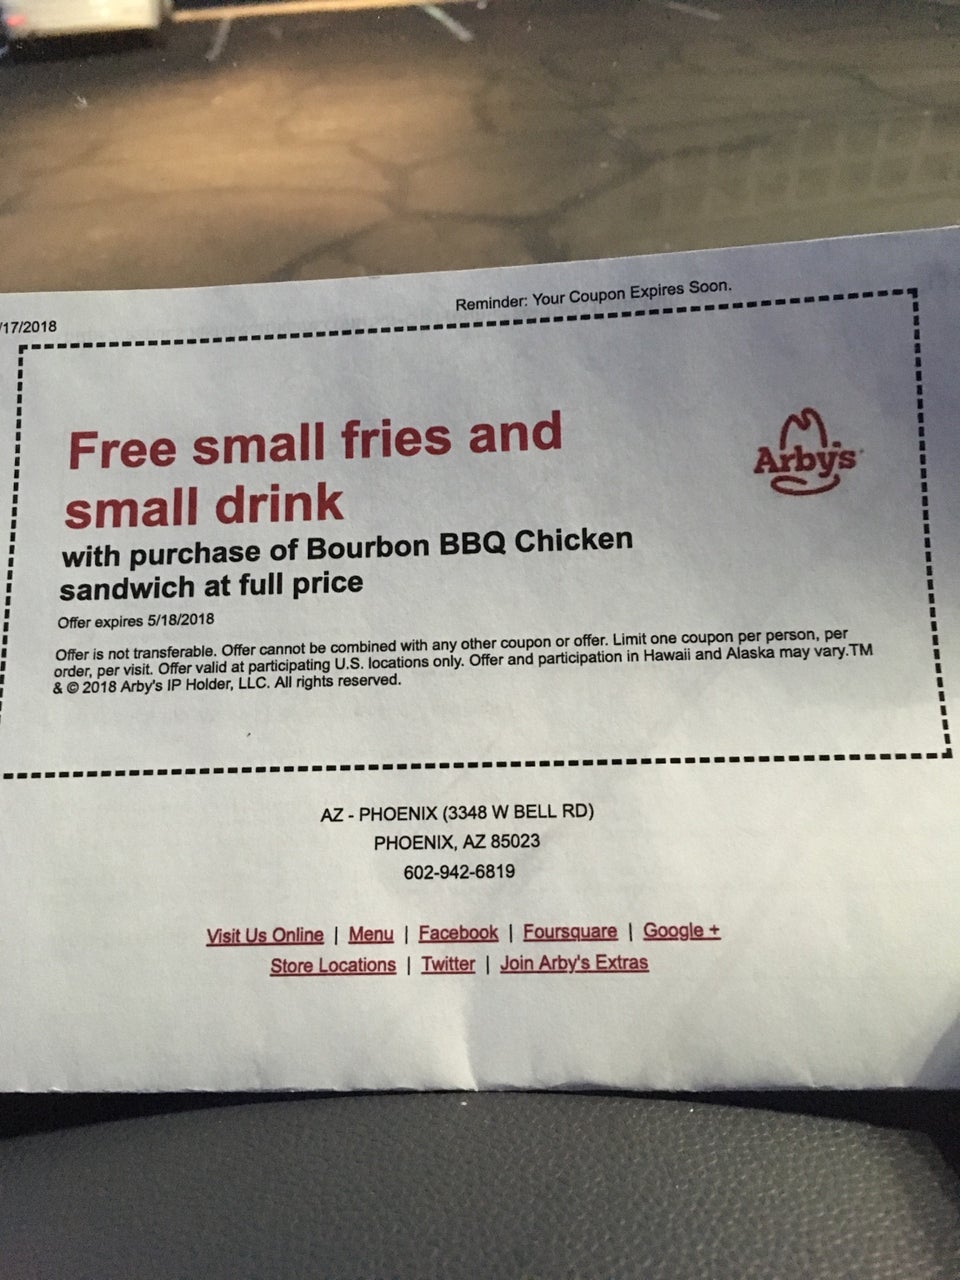 Reminder: Your Coupon Expires Soon.
/17/2018
Free small fries and
small drink
Arby's
with purchase of Bourbon BBQ Chicken
sandwich at full price
Offer expires 5/18/2018
Offer is not transferable. Offer cannot be combined with any other coupon or offer. Limit one coupon per person, per
order, per visit. Offer valid at participating U.S. locations only. Offer and participation in Hawaii and Alaska may vary.TM
& © 2018 Arby's IP Holder, LLC. All rights reserved.
AZ - PHOENIX (3348 W BELL RD)
PHOENIX, AZ 85023
602-942-6819
Visit Us Online | Menu | Facebook | Foursquare | Google +
Store Locations | Twitter | Join Arby's Extras